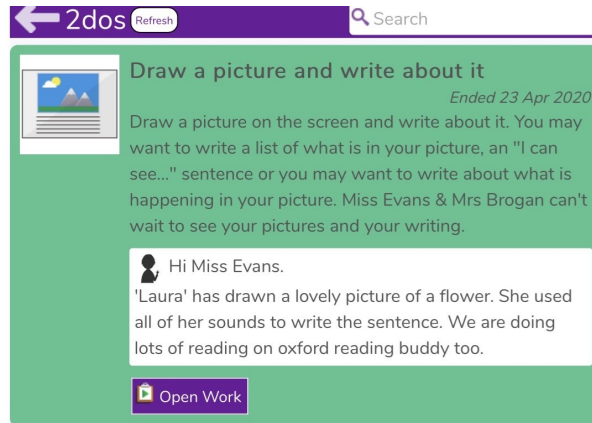 2dos Refresh Search
Draw a picture and write about it
Ended 23 Apr 2020
Draw a picture on the screen and write about it. You may
want to write a list of what is in your picture, an "I can
see..." sentence or you may want to write about what is
happening in your picture. Miss Evans & Mrs Brogan can't
wait to see your pictures and your writing.
Hi Miss Evans.
'Laura' has drawn a lovely picture of a flower. She used
all of her sounds to write the sentence. We are doing
lots of reading on oxford reading buddy too.
Open Work